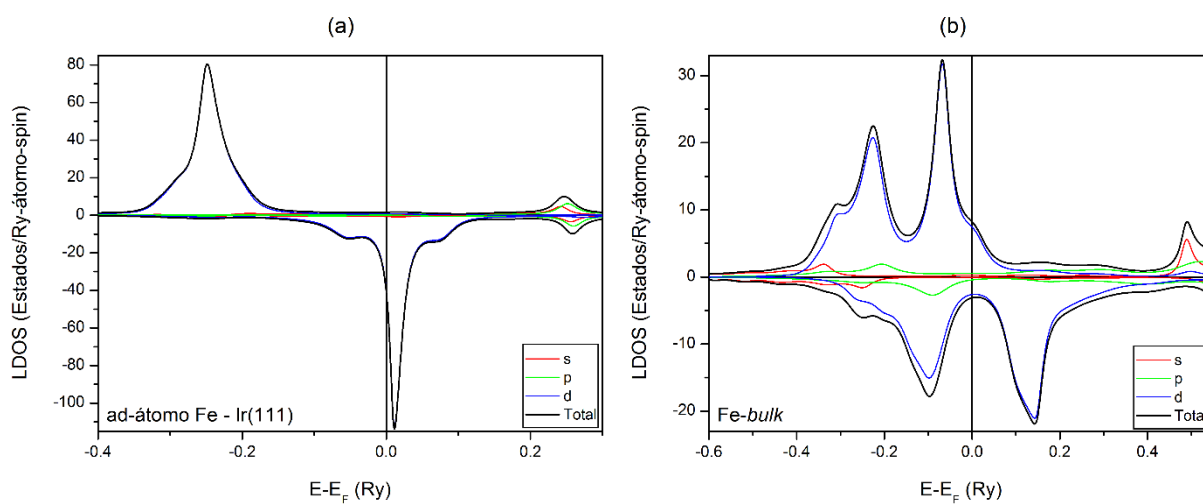 (a)
LDOS (Estados/Ry-átomo-spin)
80
60
40
20
0
-20
-40
-60
-80
-100
-0.4
-0.2
0.0
0.2
E-E_F (Ry)
ad-átomo Fe - Ir(111)
s
p
d
Total
(b)
LDOS (Estados/Ry-átomo-spin)
30
20
10
0
-10
-20
-0.6
-0.4
-0.2
0.0
0.2
0.4
E-E_F (Ry)
Fe-bulk
s
p
d
Total